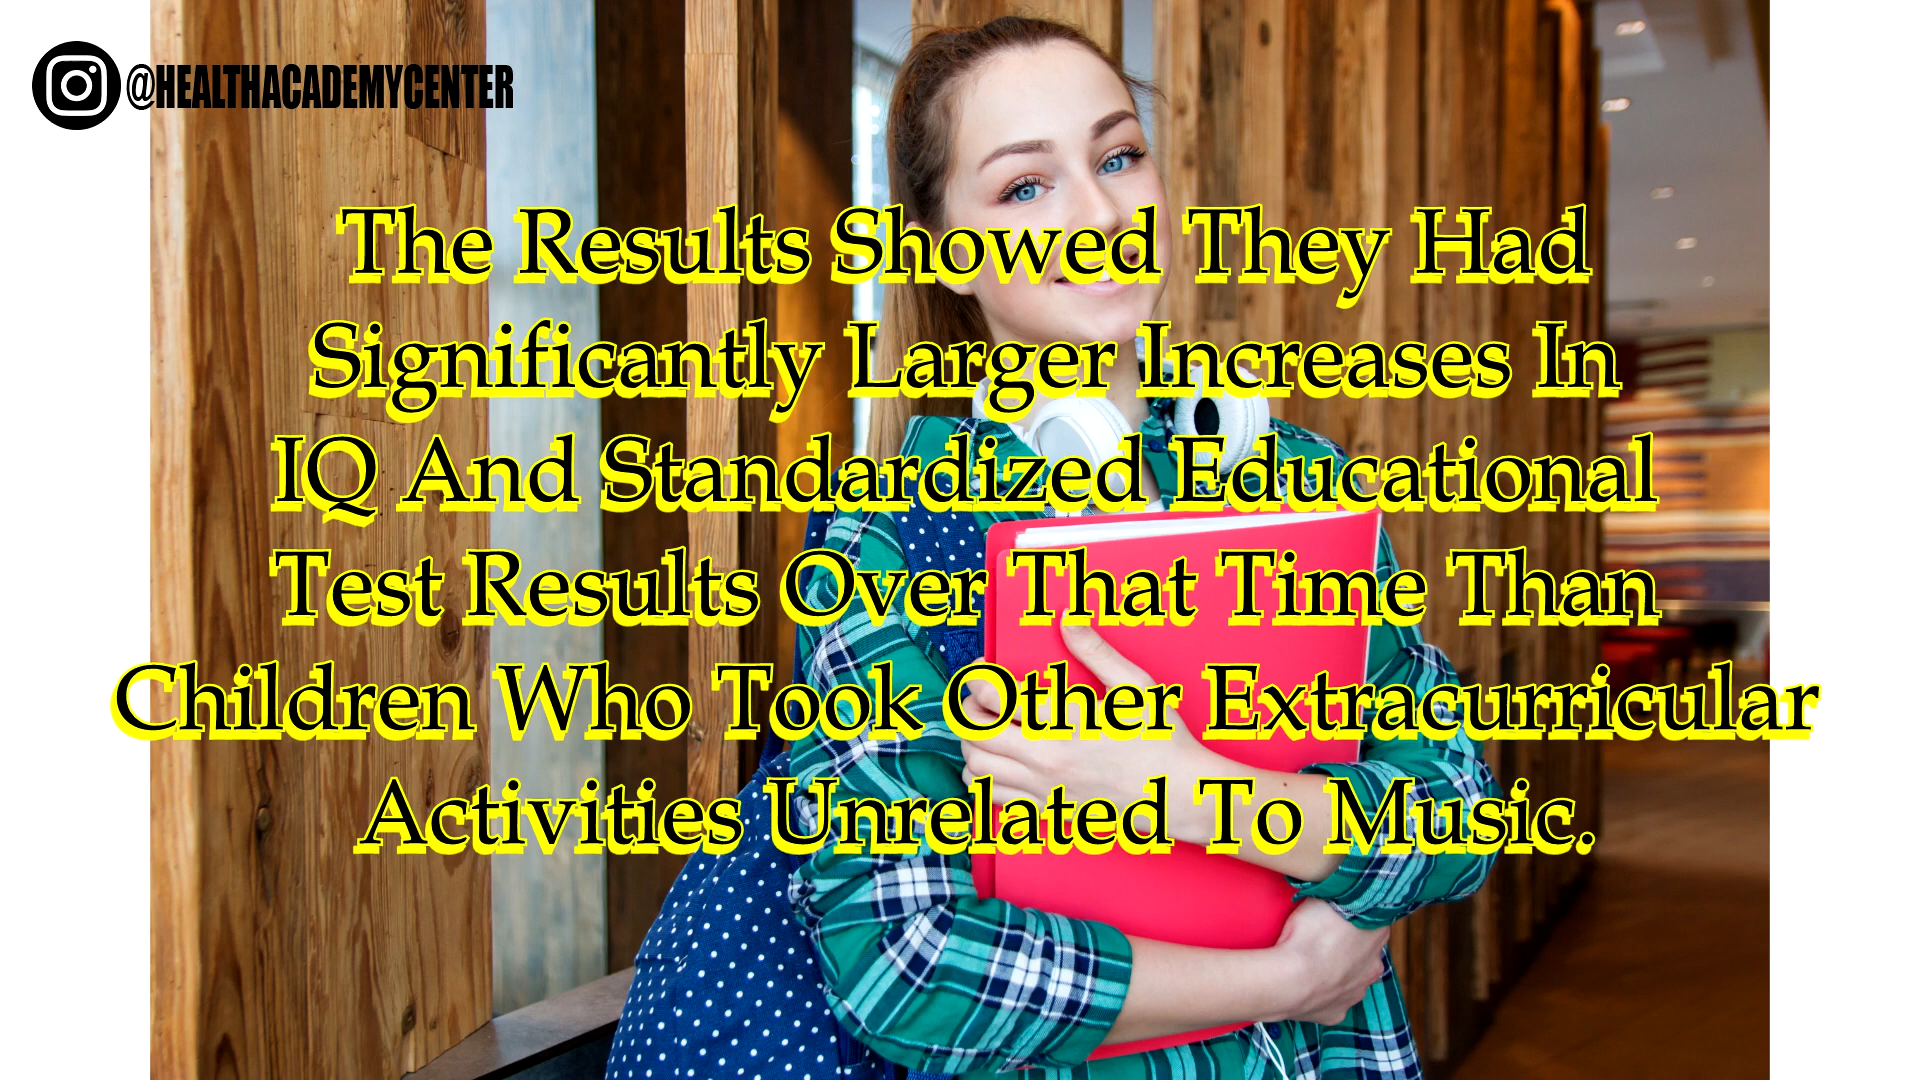 @HEALTHACADEMYCENTER
The Results Showed They Had
Significantly Larger Increases In
IQ And Standardized Educational
Test Results Over That Time Than
Children Who Took Other Extracurricular
Activities Unrelated To Music.